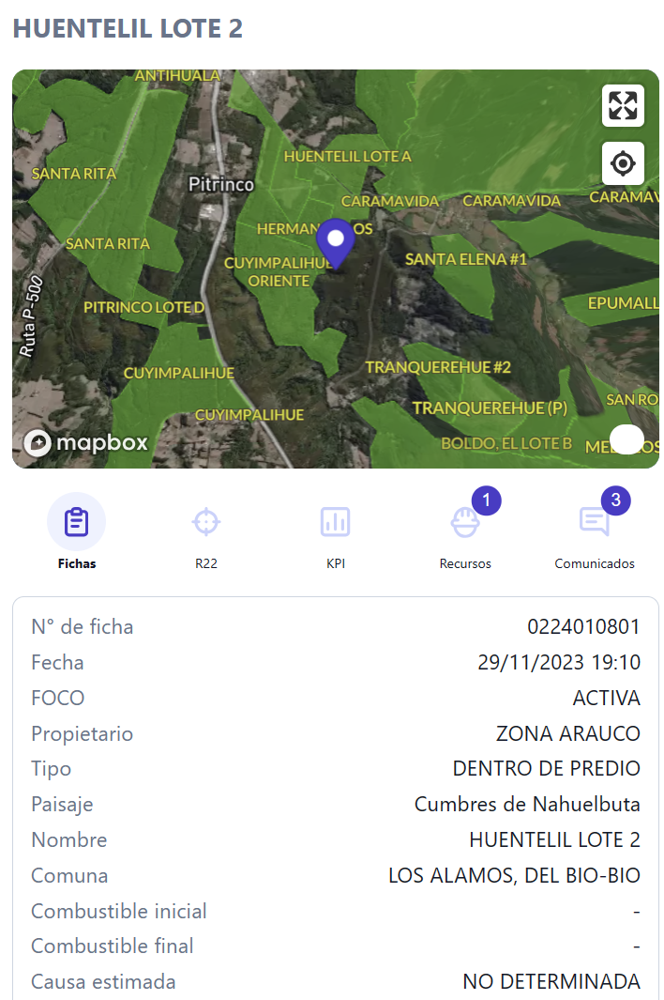 HUENTELIL LOTE 2
ANTIHUALA
HUENTELIL LOTE A
SANTA RITA
Pitrinco
CARAMAVIDA
CARAMAVIDA
CARAMAV
HERMAN OS
SANTA RITA
CUYIMPALIHUE
ORIENTE
SANTA ELENA #1
Ruta P-500
PITRINCO LOTE D
EPUMALL
CUYIMPALIHUE
TRANQUEREHUE #2
CUYIMPALIHUE
TRANQUEREHUE (P)
SAN RO
mapbox
BOLDO, EL LOTE B
1
3
Fichas
R22
KPI
Recursos
Comunicados
N° de ficha 0224010801
Fecha 29/11/2023 19:10
FOCO ACTIVA
Propietario ZONA ARAUCO
Tipo DENTRO DE PREDIO
Paisaje Cumbres de Nahuelbuta
Nombre HUENTELIL LOTE 2
Comuna LOS ALAMOS, DEL BIO-BIO
Combustible inicial -
Combustible final -
Causa estimada NO DETERMINADA